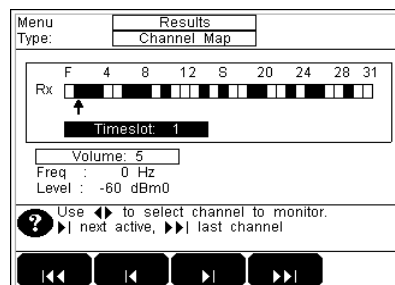 Menu Results
Type: Channel Map
F 4 8 12 S 20 24 28 31
Rx
Timeslot: 1
Volume: 5
Freq : 0 Hz
Level : -60 dBm0
? Use ◀▶ to select channel to monitor.
▶| next active, ▶▶| last channel